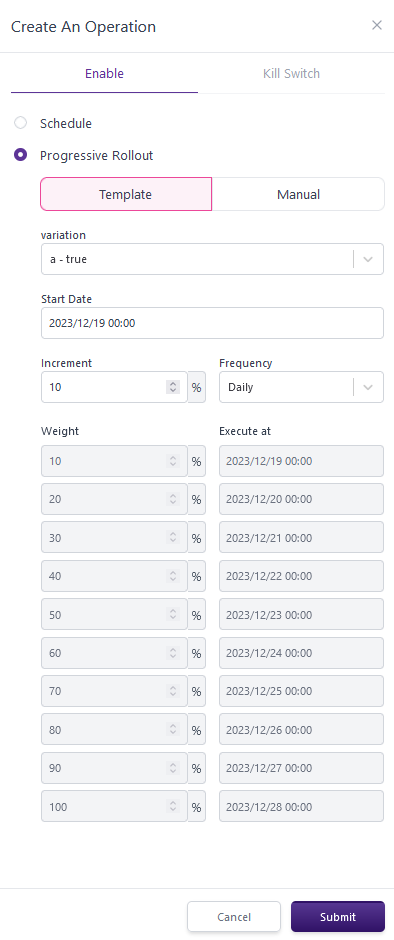 Create An Operation ×
Enable Kill Switch
Schedule
Progressive Rollout
Template Manual
variation
a - true
Start Date
2023/12/19 00:00
Increment Frequency
10 % Daily
Weight Execute at
10 % 2023/12/19 00:00
20 % 2023/12/20 00:00
30 % 2023/12/21 00:00
40 % 2023/12/22 00:00
50 % 2023/12/23 00:00
60 % 2023/12/24 00:00
70 % 2023/12/25 00:00
80 % 2023/12/26 00:00
90 % 2023/12/27 00:00
100 % 2023/12/28 00:00
Cancel Submit